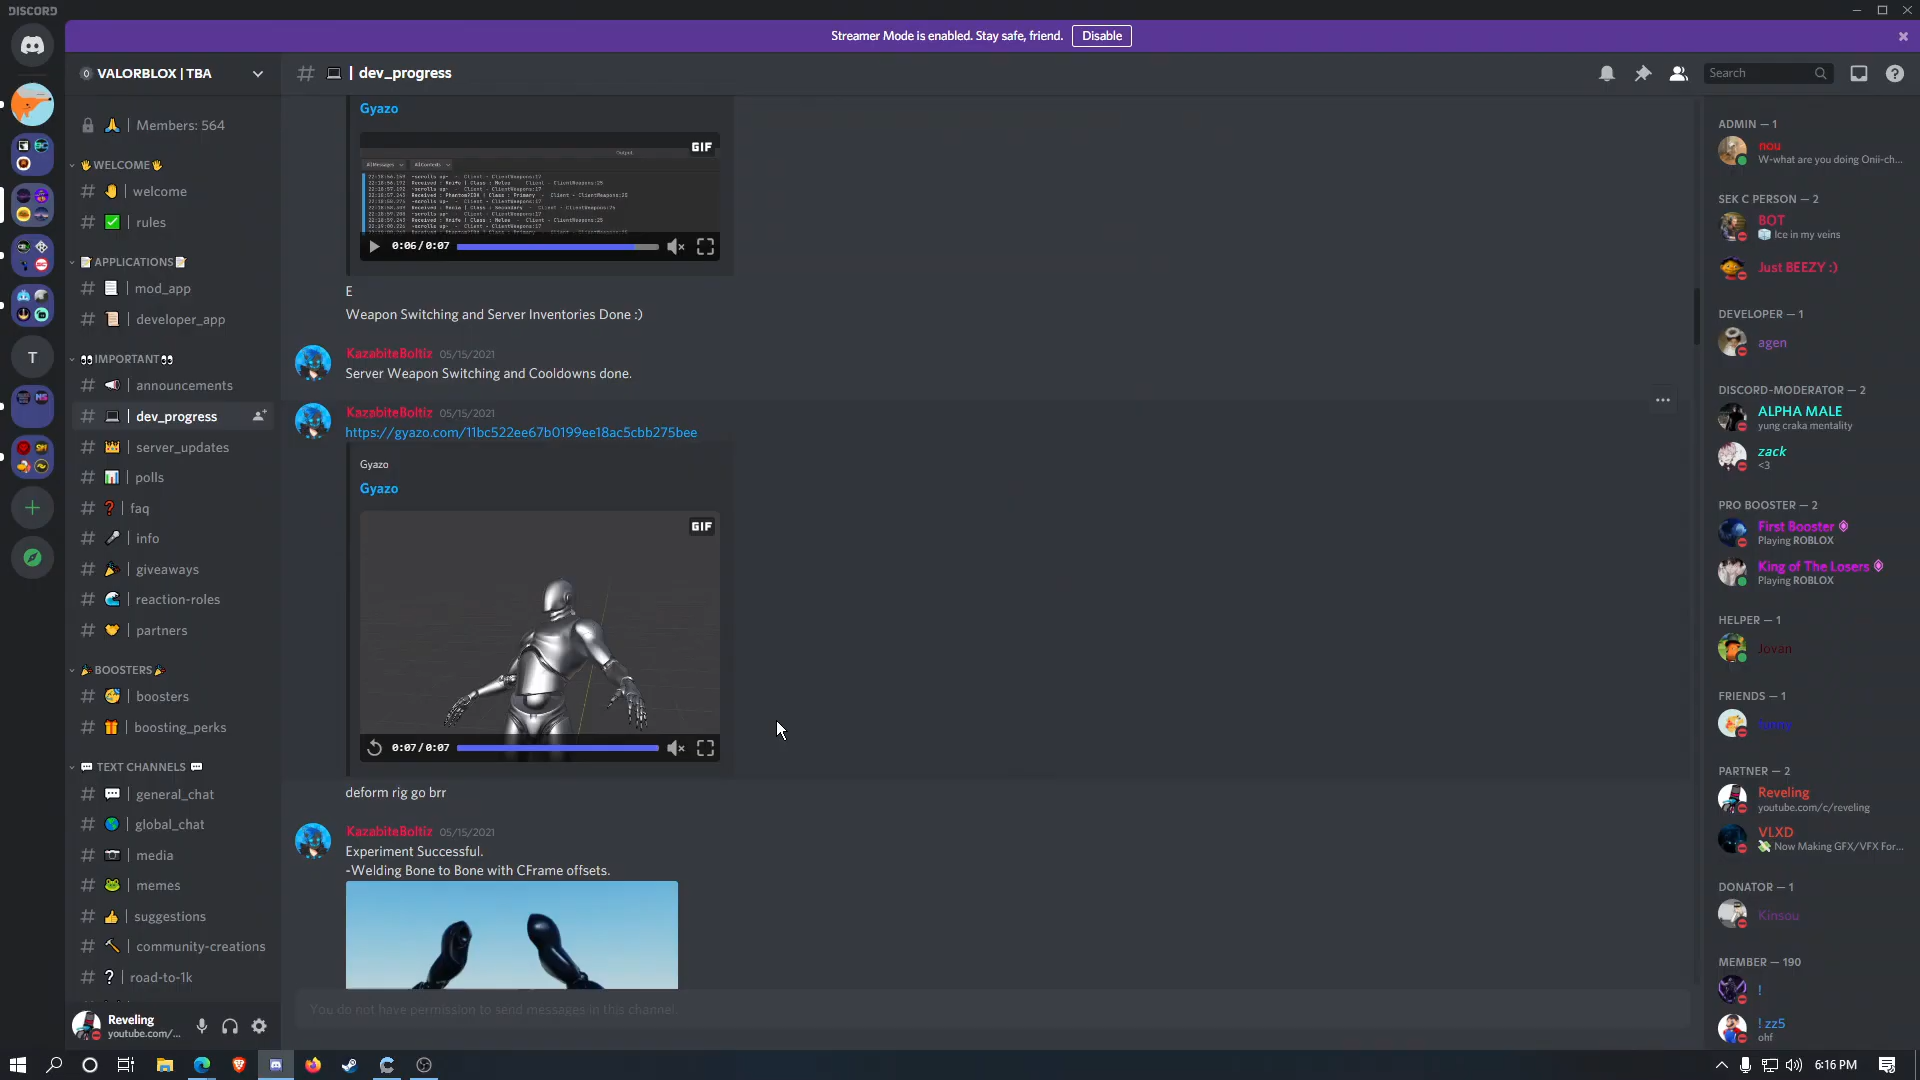 DISCORD
Streamer Mode is enabled. Stay safe, friend.
Disable
VALORBLOX | TBA
| dev_progress
Search
| Members: 564
WELCOME
| welcome
| rules
APPLICATIONS
| mod_app
| developer_app
IMPORTANT
| announcements
| dev_progress
| server_updates
| polls
| faq
| info
| giveaways
| reaction-roles
| partners
BOOSTERS
| boosters
| boosting_perks
TEXT CHANNELS
| general_chat
| global_chat
| media
| memes
| suggestions
| community-creations
| road-to-1k
Reveling
youtube.com/...
Gyazo
GIF
Output
All Messages
All Contexts
0:06/0:07
E
Weapon Switching and Server Inventories Done :)
KazabiteBoltiz 05/15/2021
Server Weapon Switching and Cooldowns done.
KazabiteBoltiz 05/15/2021
https://gyazo.com/11bc522ee67b0199ee18ac5cbb275bee
Gyazo
Gyazo
GIF
0:07/0:07
deform rig go brr
KazabiteBoltiz 05/15/2021
Experiment Successful.
-Welding Bone to Bone with CFrame offsets.
You do not have permission to send messages in this channel.
ADMIN — 1
nou
W-what are you doing Onii-ch...
SEK C PERSON — 2
BOT
Ice in my veins
Just BEEZY :)
DEVELOPER — 1
agen
DISCORD-MODERATOR — 2
ALPHA MALE
yung craka mentality
zack
<3
PRO BOOSTER — 2
First Booster
Playing ROBLOX
King of The Losers
Playing ROBLOX
HELPER — 1
Jovan
FRIENDS — 1
PARTNER — 2
Reveling
youtube.com/c/reveling
VLXD
Now Making GFX/VFX For...
DONATOR — 1
Kinsou
MEMBER — 190
!
! zz5
ohf
T
6:16 PM